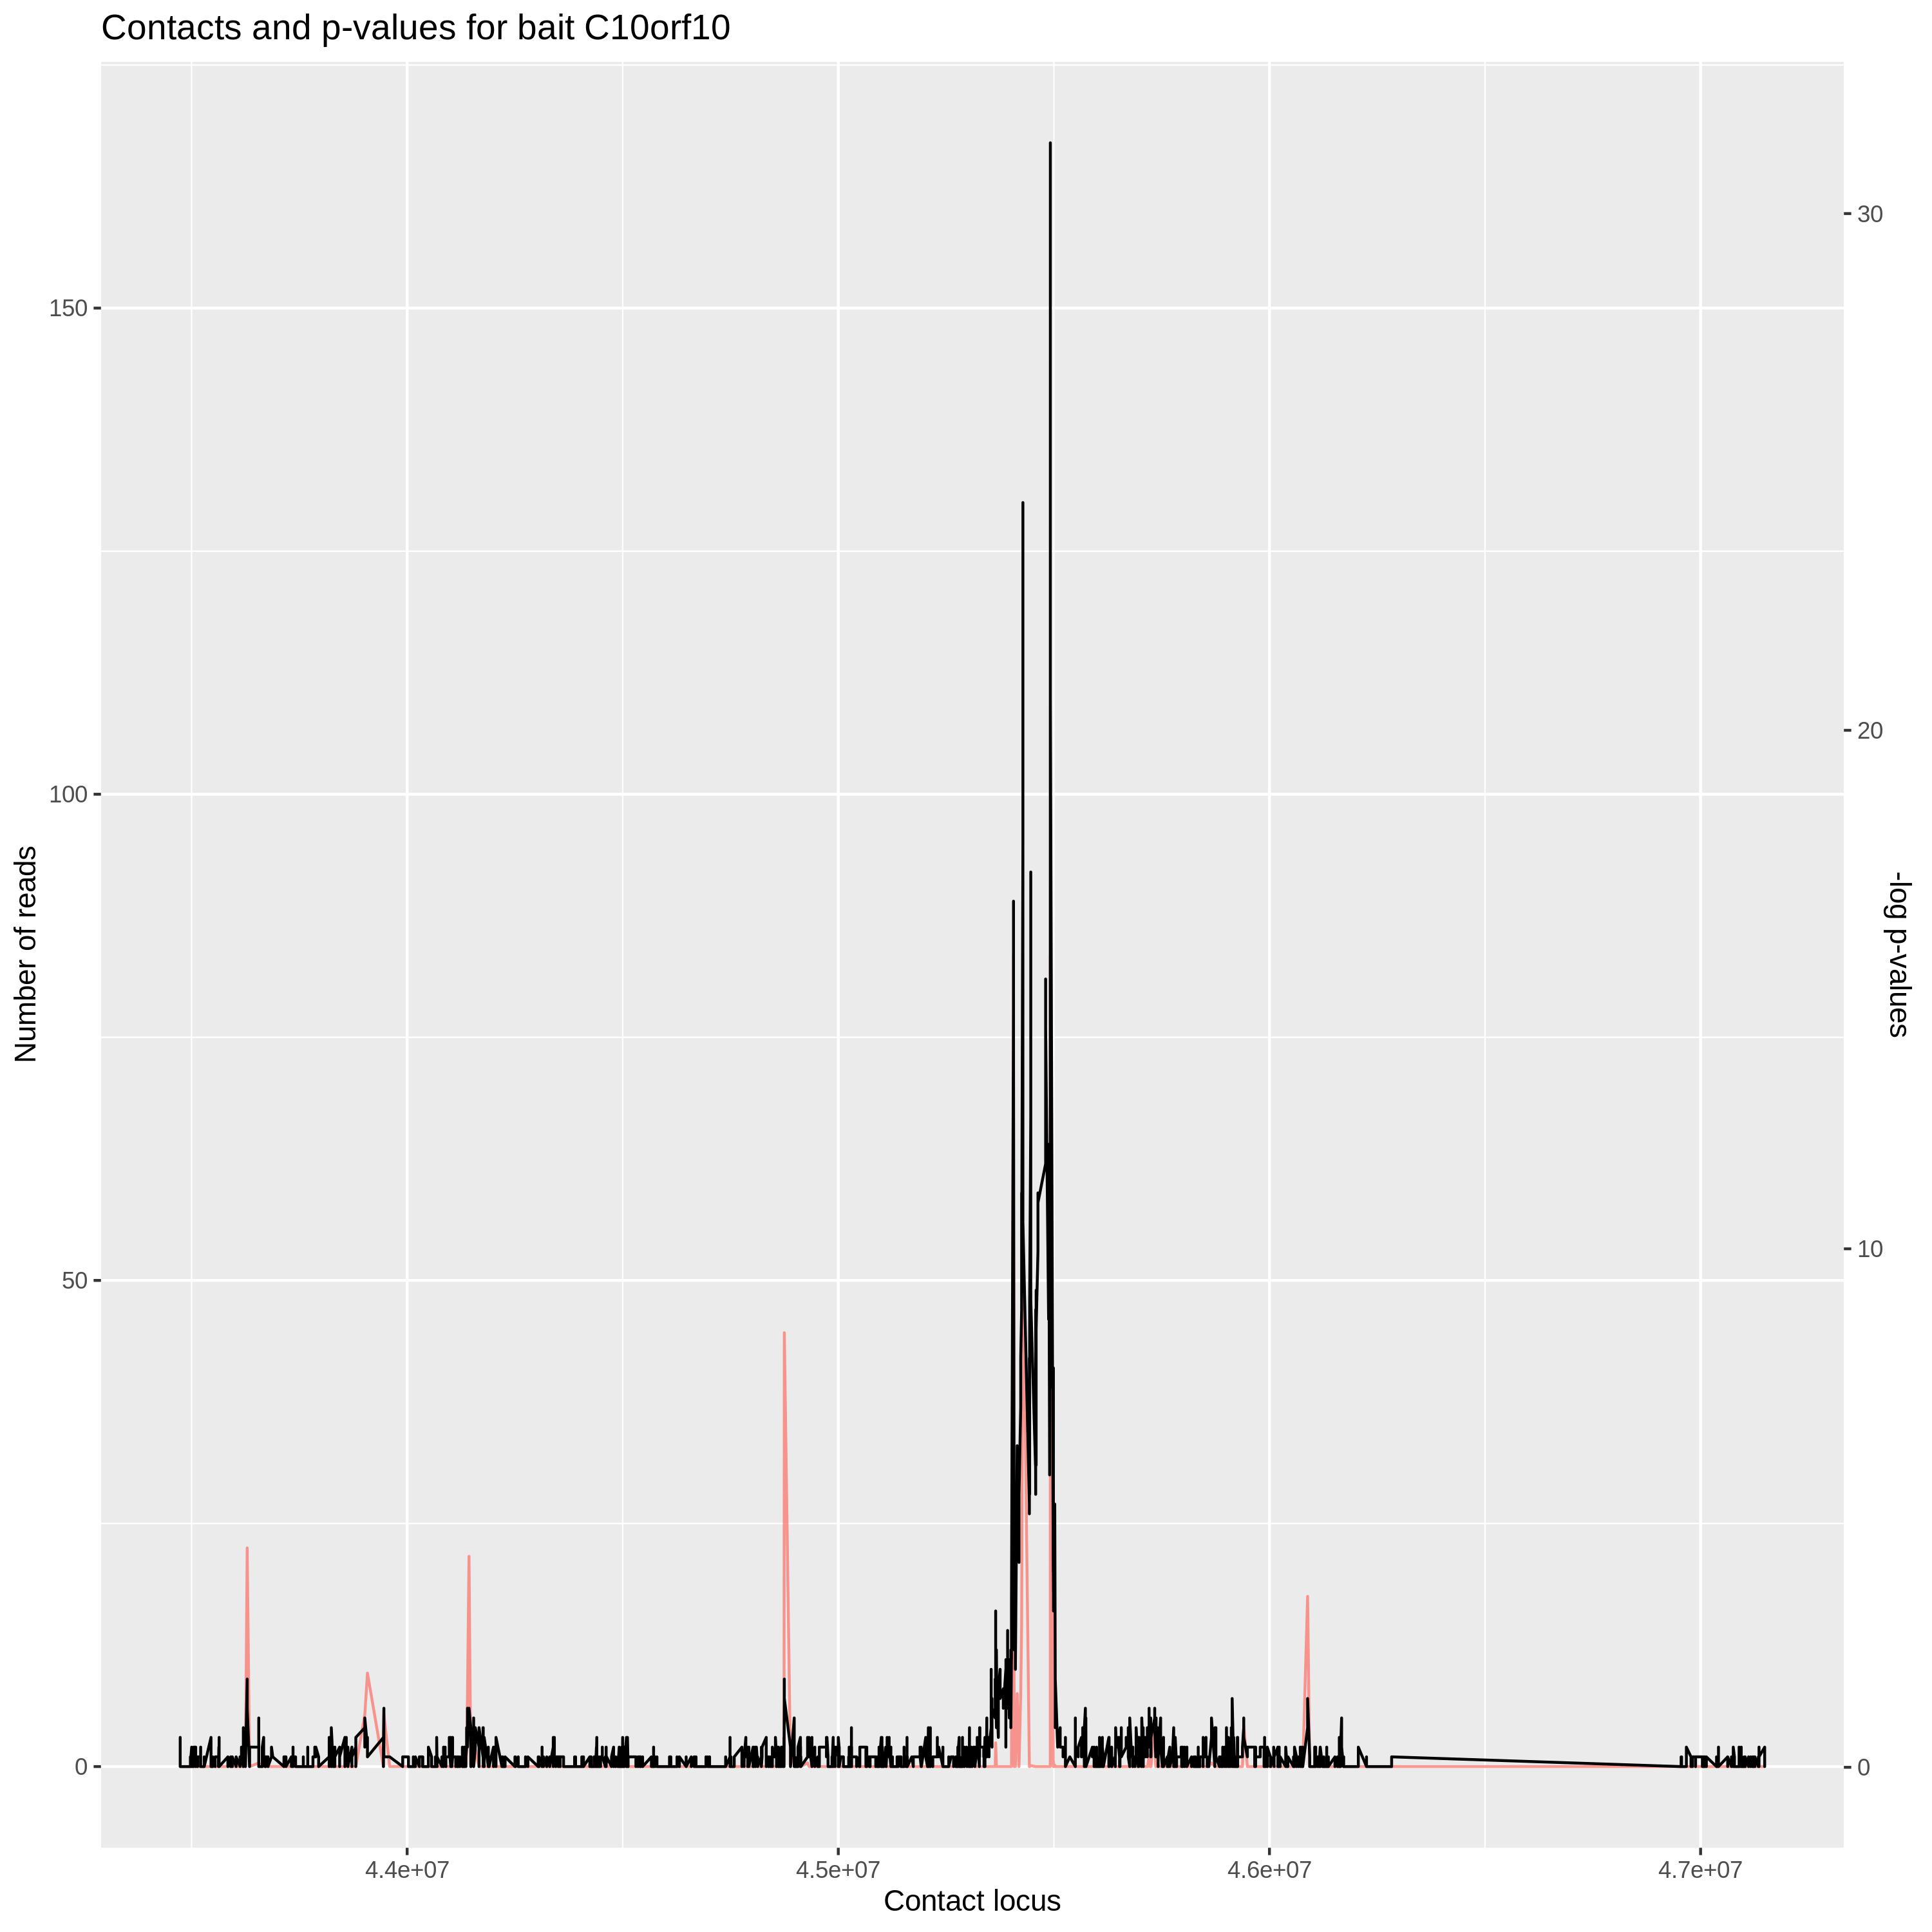 Contacts and p-values for bait C10orf10
150
100
50
0
Number of reads
30
20
10
0
-log p-values
4.4e+07
4.5e+07
4.6e+07
4.7e+07
Contact locus